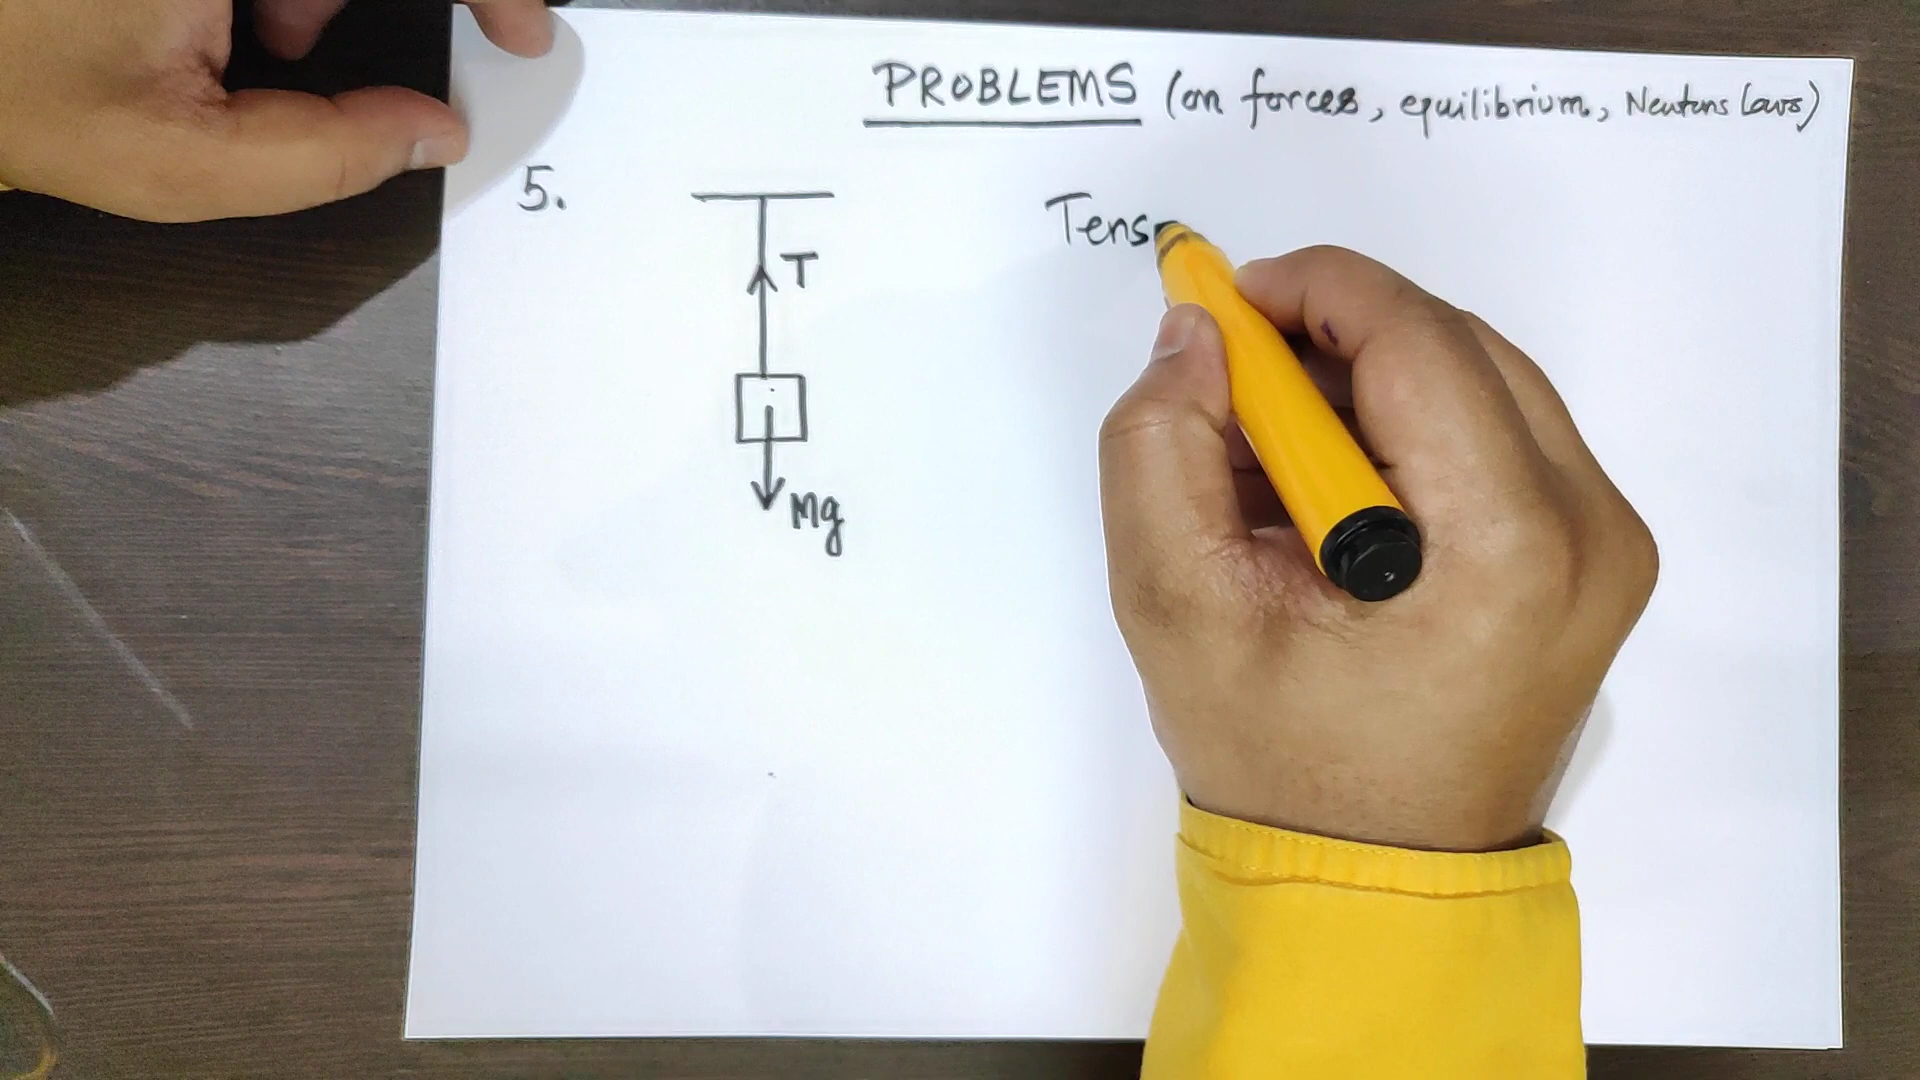 PROBLEMS (on forces, equilibrium, Newtons Laws)
5.
Tens
T
Mg